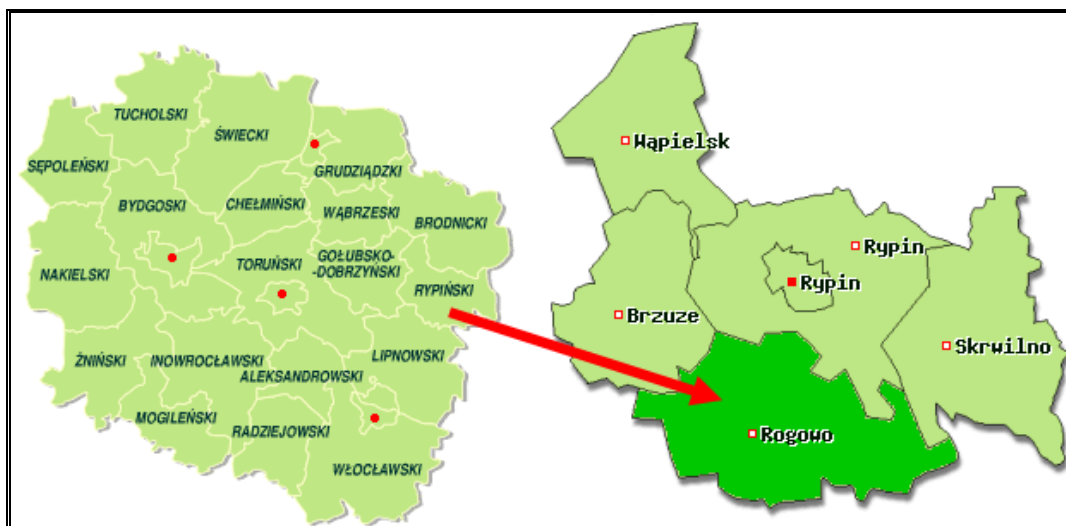 TUCHOLSKI
ŚWIECKI
SĘPOLEŃSKI
GRUDZIĄDZKI
BYDGOSKI
CHEŁMIŃSKI
WĄBRZESKI
BRODNICKI
NAKIELSKI
TORUŃSKI
GOŁUBSKO-
-DOBRZYŃSKI
RYPIŃSKI
ŻNIŃSKI
INOWROCŁAWSKI
ALEKSANDROWSKI
LIPNOWSKI
MOGILEŃSKI
RADZIEJOWSKI
WŁOCŁAWSKI
Wąpielsk
Rypin
Rypin
Brzuze
Skrwilno
Rogowo